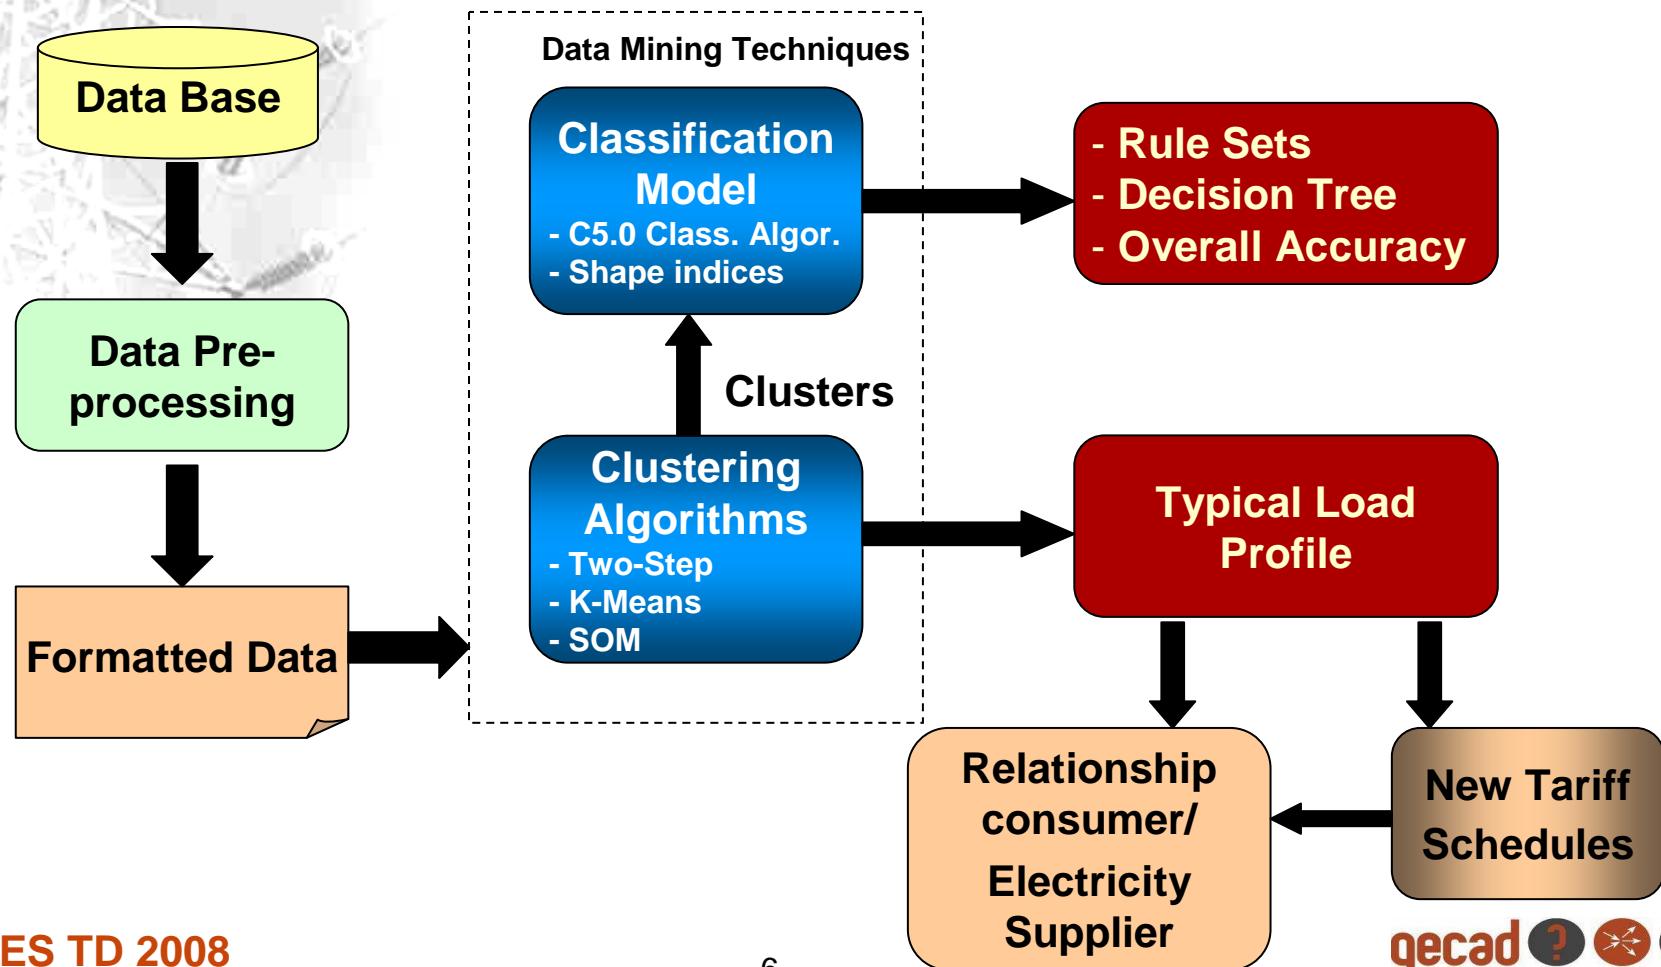 Data Base
Data Pre-
processing
Formatted Data
Data Mining Techniques
Classification
Model
- C5.0 Class. Algor.
- Shape indices
Clusters
Clustering
Algorithms
- Two-Step
- K-Means
- SOM
- Rule Sets
- Decision Tree
- Overall Accuracy
Typical Load
Profile
Relationship
consumer/
Electricity
Supplier
New Tariff
Schedules
ES TD 2008
6
gecad